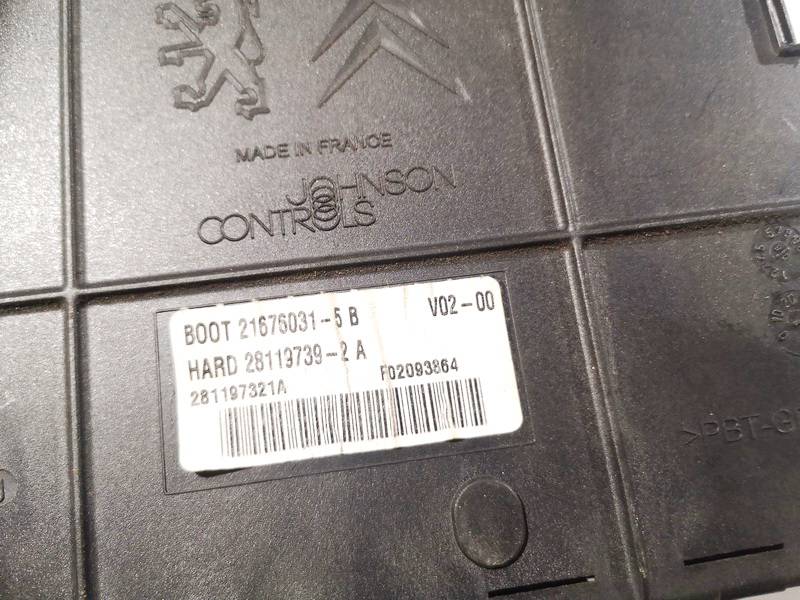 MADE IN FRANCE
JOHNSON
CONTROLS
BOOT 21676031-5 B V02-00
HARD 28119739-2 A
281197321A F02093864
>PBT-G